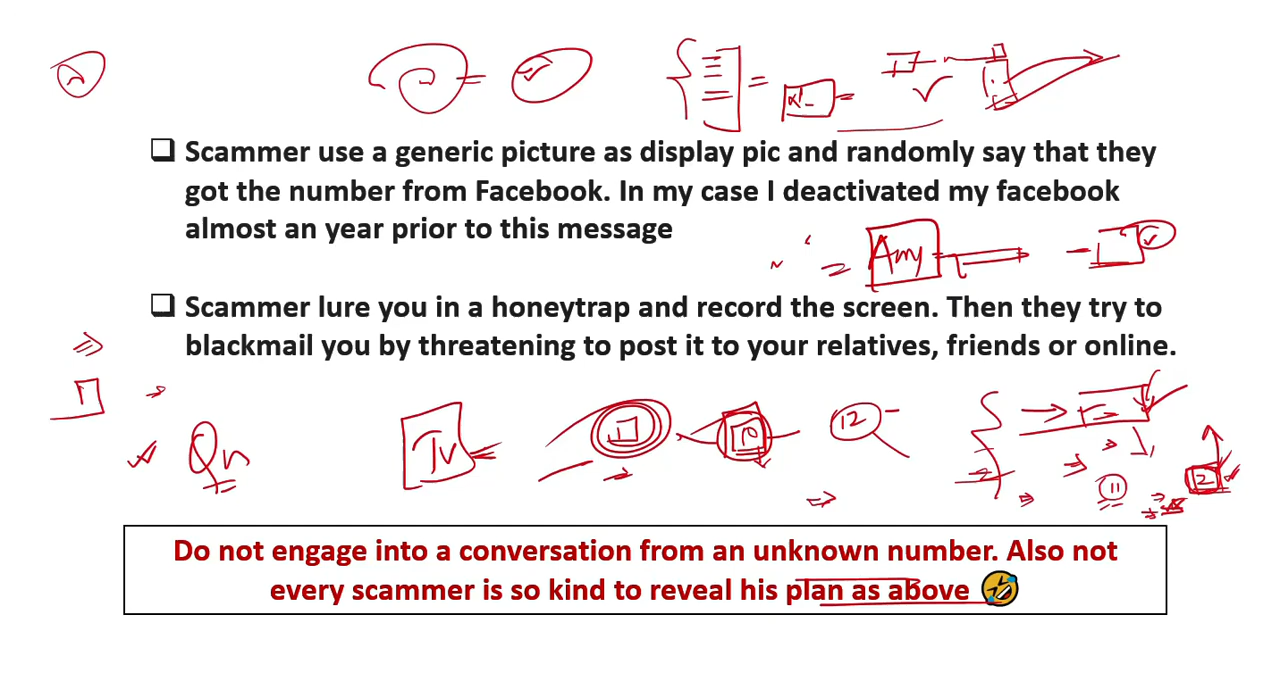 Scammer use a generic picture as display pic and randomly say that they
got the number from Facebook. In my case I deactivated my facebook
almost an year prior to this message
Any
Scammer lure you in a honeytrap and record the screen. Then they try to
blackmail you by threatening to post it to your relatives, friends or online.
12
Qn
Tv
11
2
Do not engage into a conversation from an unknown number. Also not
every scammer is so kind to reveal his plan as above 🤣